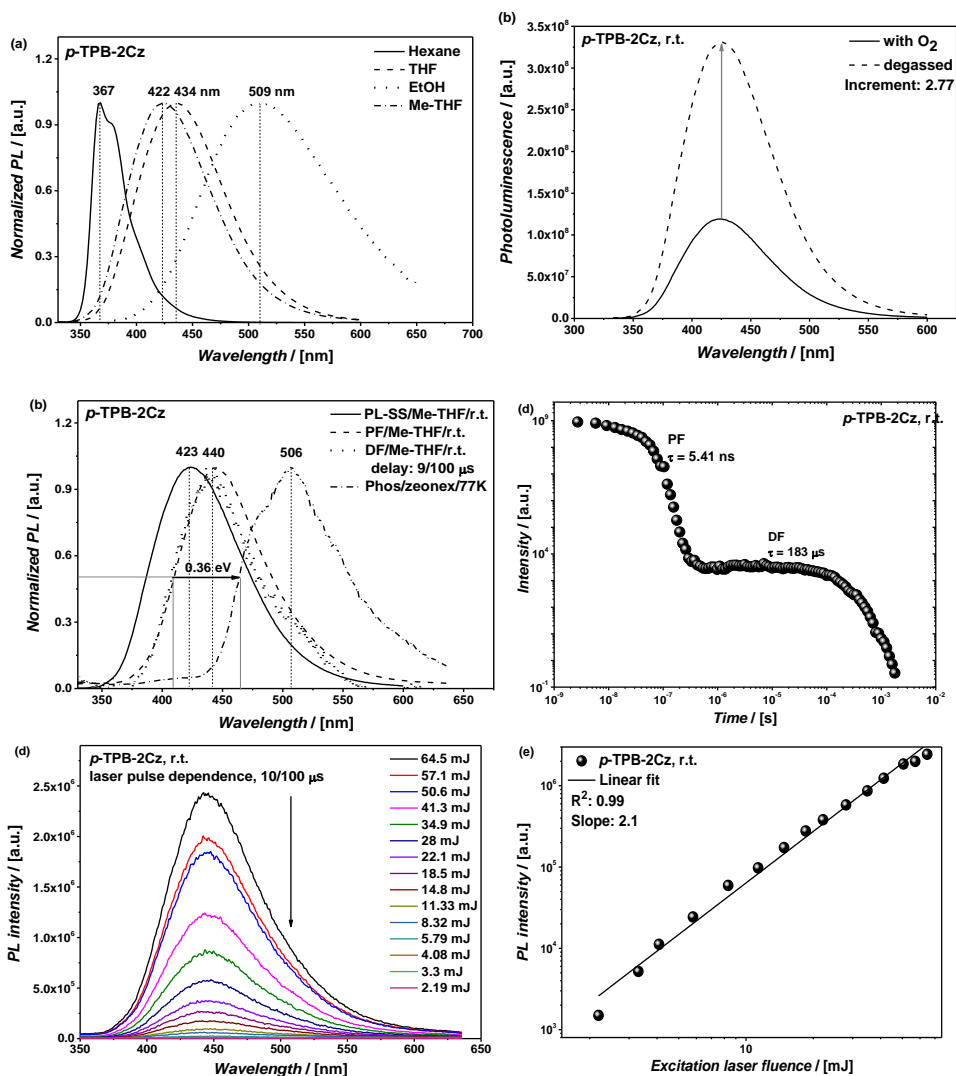 (a)
p-TPB-2Cz
Hexane
THF
EtOH
Me-THF
367
422
434 nm
509 nm
1.2
0.9
0.6
0.3
0.0
350 400 450 500 550 600 650 700
Normalized PL / [a.u.]
Wavelength / [nm]
(b)
p-TPB-2Cz, r.t.
with O2
degassed
Increment: 2.77
3.5x10^8
3.0x10^8
2.5x10^8
2.0x10^8
1.5x10^8
1.0x10^8
5.0x10^7
0.0
300 400 500 600
Photoluminescence / [a.u.]
Wavelength / [nm]
(b)
p-TPB-2Cz
PL-SS/Me-THF/r.t.
PF/Me-THF/r.t.
DF/Me-THF/r.t.
delay: 9/100 μs
Phos/zeonex/77K
423
440
506
0.36 eV
1.2
0.9
0.6
0.3
0.0
350 400 450 500 550 600 650
Normalized PL / [a.u.]
Wavelength / [nm]
(d)
p-TPB-2Cz, r.t.
PF
τ = 5.41 ns
DF
τ = 183 μs
10^9
10^4
10^-1
10^-9 10^-8 10^-7 10^-6 10^-5 10^-4 10^-3 10^-2
Intensity / [a.u.]
Time / [s]
(d)
p-TPB-2Cz, r.t.
laser pulse dependence, 10/100 μs
64.5 mJ
57.1 mJ
50.6 mJ
41.3 mJ
34.9 mJ
28 mJ
22.1 mJ
18.5 mJ
14.8 mJ
11.33 mJ
8.32 mJ
5.79 mJ
4.08 mJ
3.3 mJ
2.19 mJ
2.5x10^6
2.0x10^6
1.5x10^6
1.0x10^6
5.0x10^5
0.0
350 400 450 500 550 600 650
PL intensity / [a.u.]
Wavelength / [nm]
(e)
p-TPB-2Cz, r.t.
Linear fit
R^2: 0.99
Slope: 2.1
10^6
10^5
10^4
10^3
10
PL intensity / [a.u.]
Excitation laser fluence / [mJ]